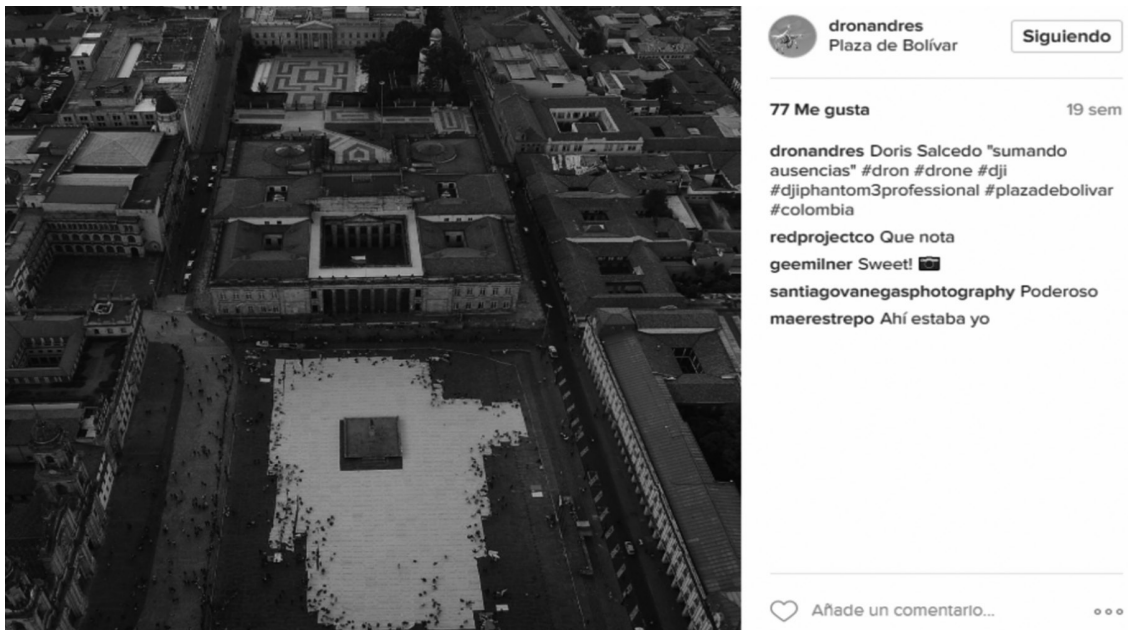 dronandres
Plaza de Bolívar
Siguiendo
77 Me gusta
19 sem
dronandres Doris Salcedo "sumando
ausencias" #dron #drone #dji
#djiphantom3professional #plazadebolivar
#colombia
redprojectco Que nota
geemilner Sweet! 📷
santiagovanegasphotography Poderoso
maerestrepo Ahí estaba yo
Añade un comentario...